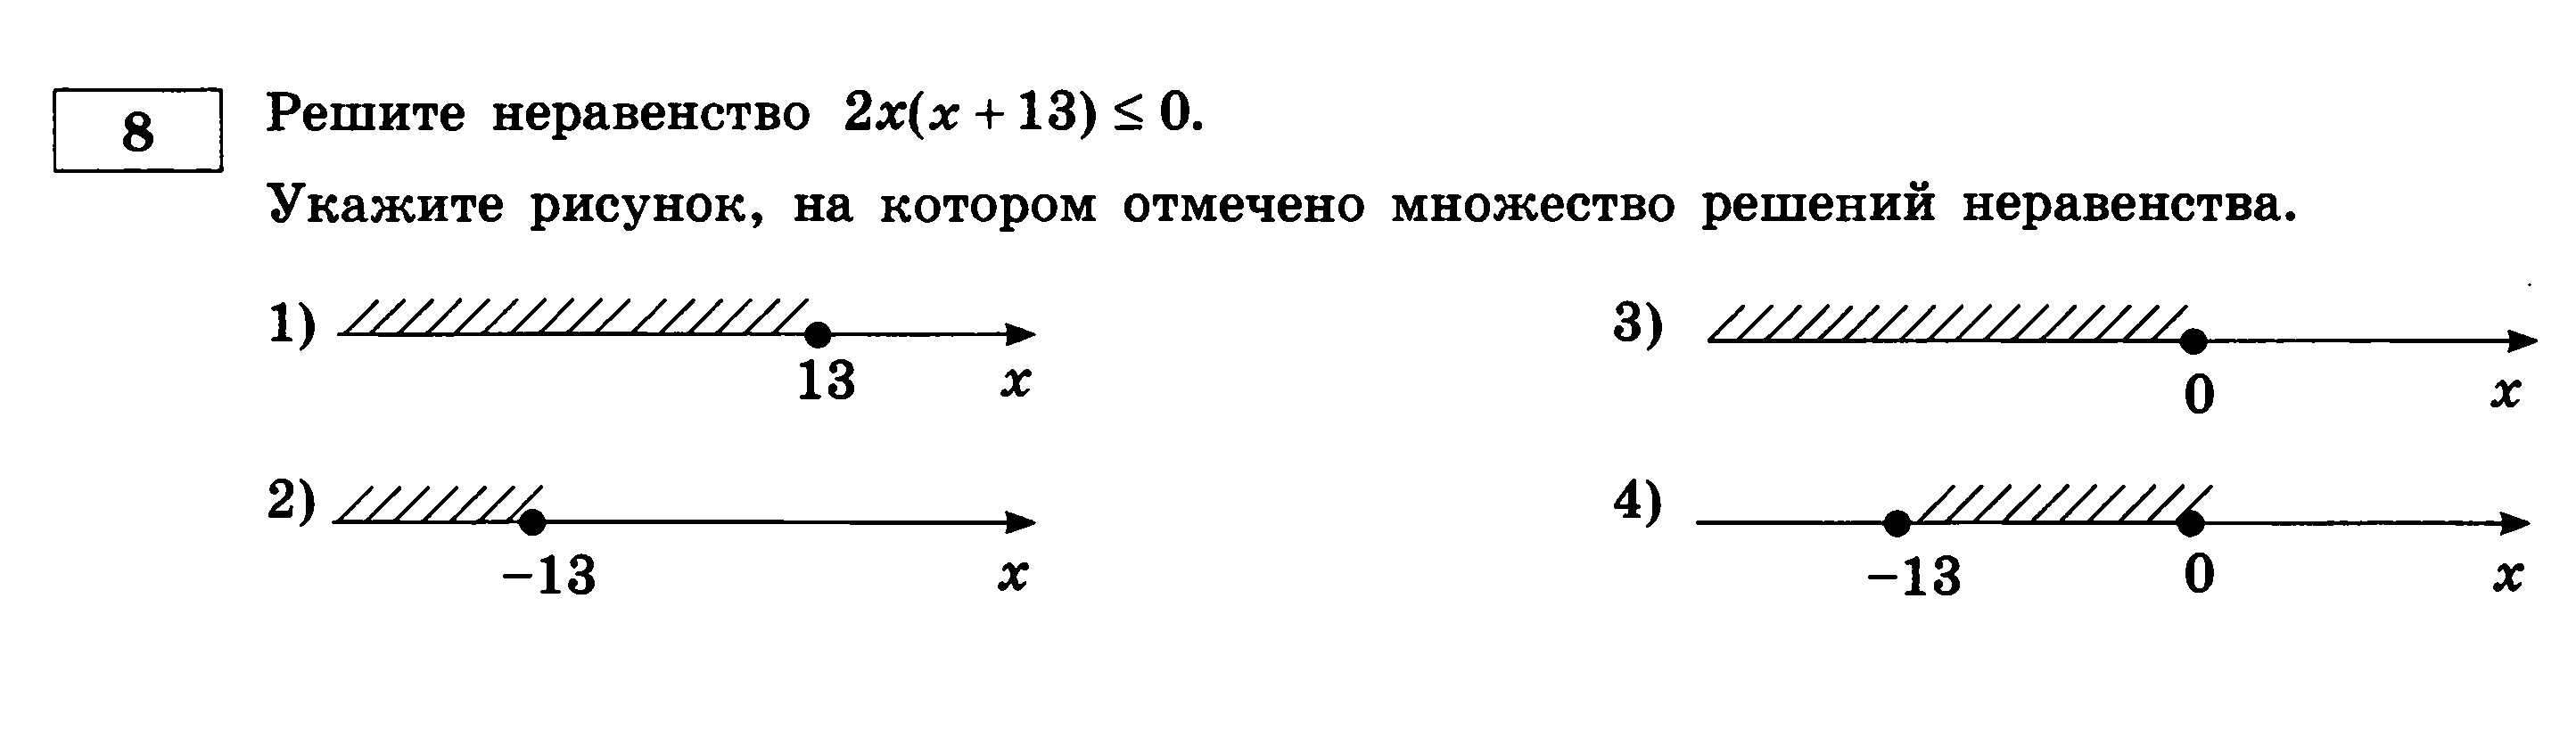 8
Решите неравенство 2x(x + 13) ≤ 0.
Укажите рисунок, на котором отмечено множество решений неравенства.
1)
13 x
2)
–13 x
3)
0 x
4)
–13 0 x